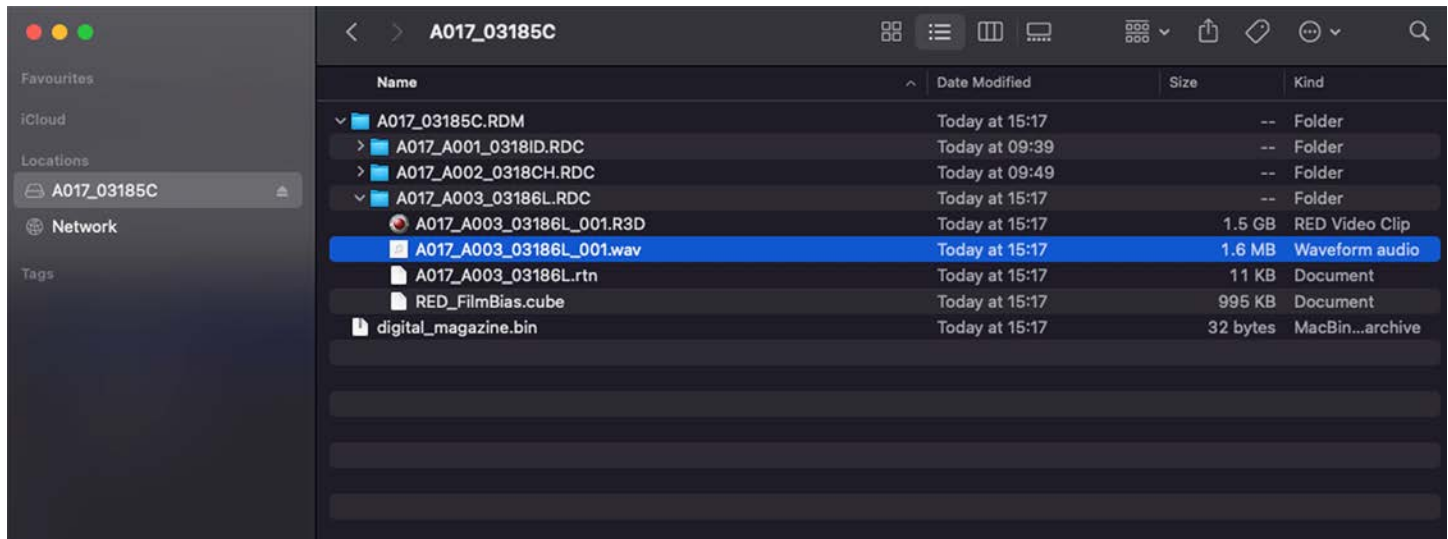 A017_03185C
Favourites
iCloud
Locations
A017_03185C
Network
Tags
Name Date Modified Size Kind
A017_03185C.RDM Today at 15:17 -- Folder
A017_A001_0318ID.RDC Today at 09:39 -- Folder
A017_A002_0318CH.RDC Today at 09:49 -- Folder
A017_A003_03186L.RDC Today at 15:17 -- Folder
A017_A003_03186L_001.R3D Today at 15:17 1.5 GB RED Video Clip
A017_A003_03186L_001.wav Today at 15:17 1.6 MB Waveform audio
A017_A003_03186L.rtn Today at 15:17 11 KB Document
RED_FilmBias.cube Today at 15:17 995 KB Document
digital_magazine.bin Today at 15:17 32 bytes MacBin...archive